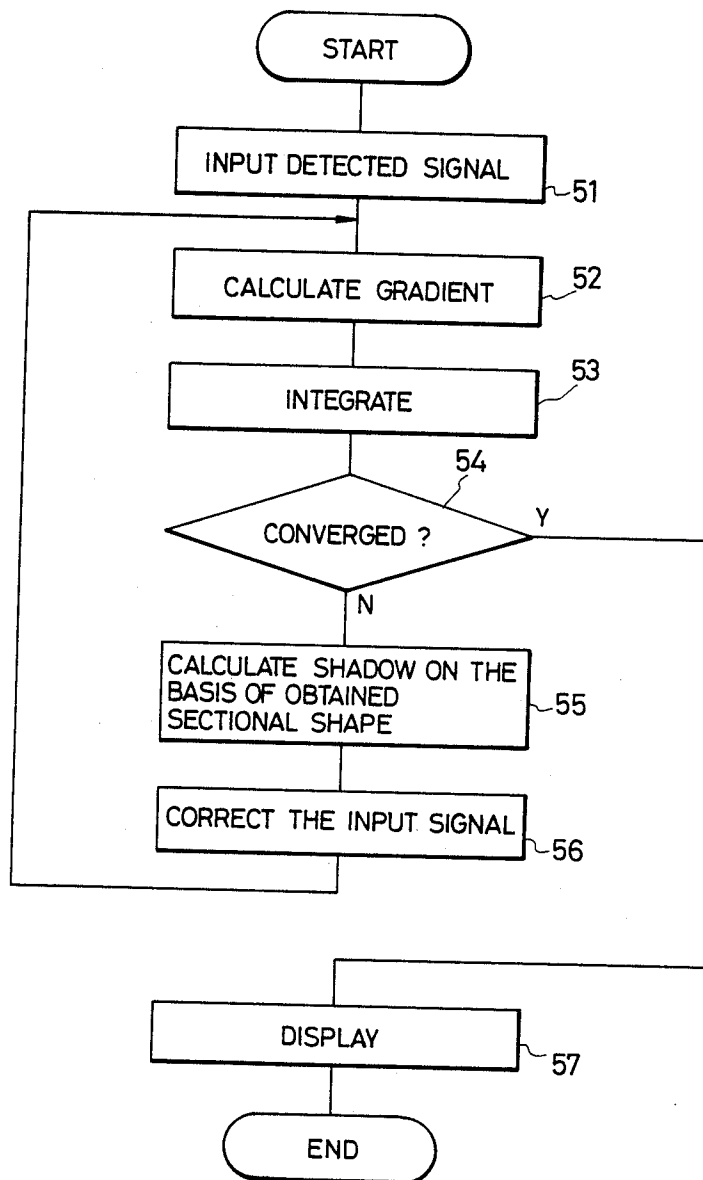 START
INPUT DETECTED SIGNAL
51
CALCULATE GRADIENT
52
INTEGRATE
53
54
CONVERGED ?
Y
N
CALCULATE SHADOW ON THE
BASIS OF OBTAINED
SECTIONAL SHAPE
55
CORRECT THE INPUT SIGNAL
56
DISPLAY
57
END